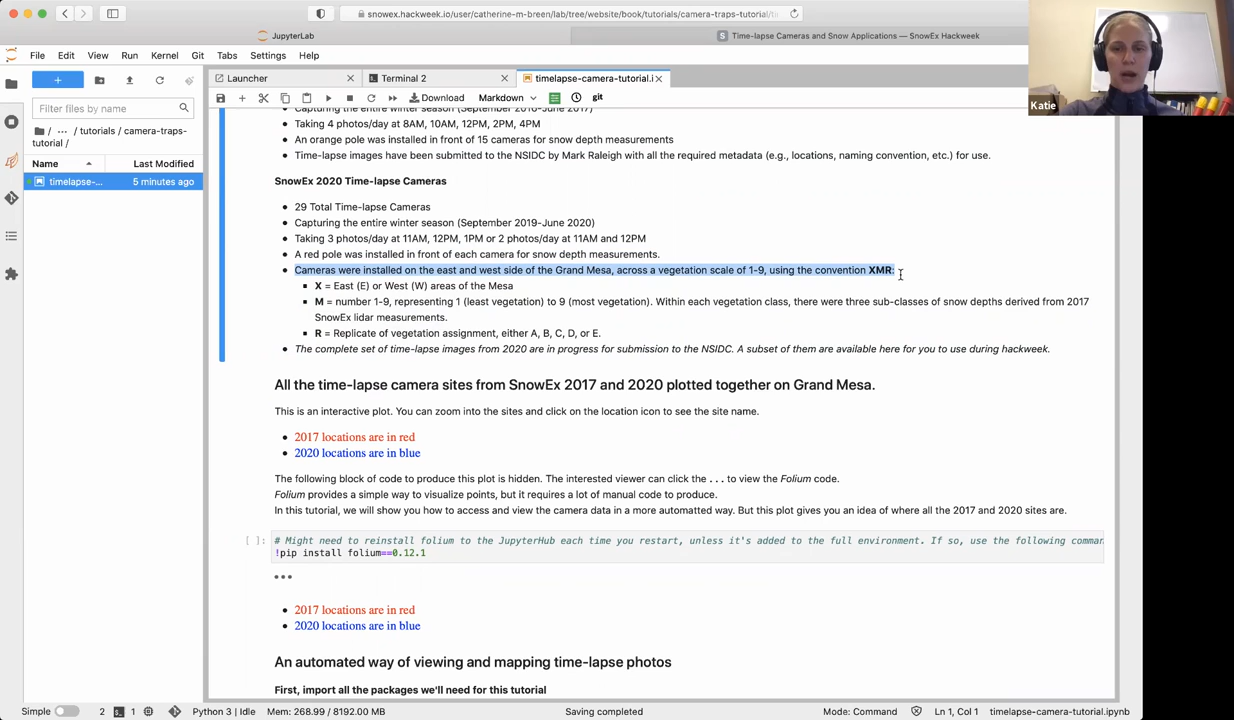 snowex.hackweek.io/user/catherine-m-breen/lab/tree/website/book/tutorials/camera-traps-tutorial/ti
JupyterLab
S Time-lapse Cameras and Snow Applications — SnowEx Hackweek
Katie
File Edit View Run Kernel Git Tabs Settings Help
Launcher
Terminal 2
timelapse-camera-tutorial.i
Download
Markdown
git
Filter files by name
/ ··· / tutorials / camera-traps-
tutorial /
Name Last Modified
timelapse-... 5 minutes ago
Capturing the entire winter season (September 2016-June 2017)
• Taking 4 photos/day at 8AM, 10AM, 12PM, 2PM, 4PM
• An orange pole was installed in front of 15 cameras for snow depth measurements
• Time-lapse images have been submitted to the NSIDC by Mark Raleigh with all the required metadata (e.g., locations, naming convention, etc.) for use.
SnowEx 2020 Time-lapse Cameras
• 29 Total Time-lapse Cameras
• Capturing the entire winter season (September 2019-June 2020)
• Taking 3 photos/day at 11AM, 12PM, 1PM or 2 photos/day at 11AM and 12PM
• A red pole was installed in front of each camera for snow depth measurements.
• Cameras were installed on the east and west side of the Grand Mesa, across a vegetation scale of 1-9, using the convention XMR:
▪ X = East (E) or West (W) areas of the Mesa
▪ M = number 1-9, representing 1 (least vegetation) to 9 (most vegetation). Within each vegetation class, there were three sub-classes of snow depths derived from 2017
SnowEx lidar measurements.
▪ R = Replicate of vegetation assignment, either A, B, C, D, or E.
• The complete set of time-lapse images from 2020 are in progress for submission to the NSIDC. A subset of them are available here for you to use during hackweek.
All the time-lapse camera sites from SnowEx 2017 and 2020 plotted together on Grand Mesa.
This is an interactive plot. You can zoom into the sites and click on the location icon to see the site name.
• 2017 locations are in red
• 2020 locations are in blue
The following block of code to produce this plot is hidden. The interested viewer can click the ... to view the Folium code.
Folium provides a simple way to visualize points, but it requires a lot of manual code to produce.
In this tutorial, we will show you how to access and view the camera data in a more automatted way. But this plot gives you an idea of where all the 2017 and 2020 sites are.
[ ]: # Might need to reinstall folium to the JupyterHub each time you restart, unless it's added to the full environment. If so, use the following comman
!pip install folium==0.12.1
•••
• 2017 locations are in red
• 2020 locations are in blue
An automated way of viewing and mapping time-lapse photos
First, import all the packages we'll need for this tutorial
Simple 2 1 Python 3 | Idle Mem: 268.99 / 8192.00 MB Saving completed Mode: Command Ln 1, Col 1 timelapse-camera-tutorial.ipynb